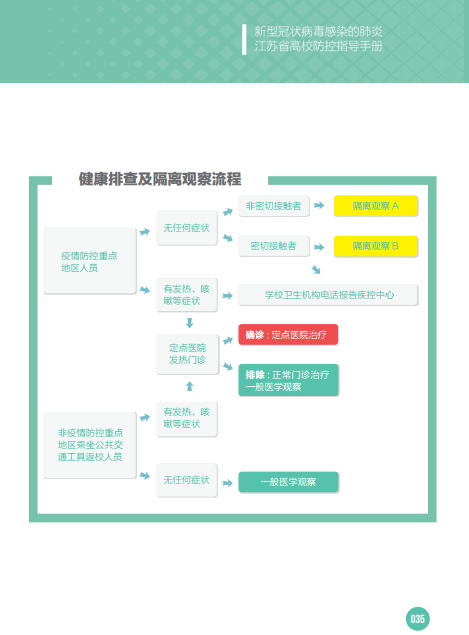 新型冠状病毒感染的肺炎
江苏省高校防控指导手册
健康排查及隔离观察流程
非密切接触者
隔离观察 A
无任何症状
密切接触者
隔离观察 B
疫情防控重点
地区人员
有发热、咳
嗽等症状
学校卫生机构电话报告疾控中心
确诊 : 定点医院治疗
定点医院
发热门诊
排除 : 正常门诊治疗
一般医学观察
有发热、咳
嗽等症状
非疫情防控重点
地区乘坐公共交
通工具返校人员
无任何症状
一般医学观察
035